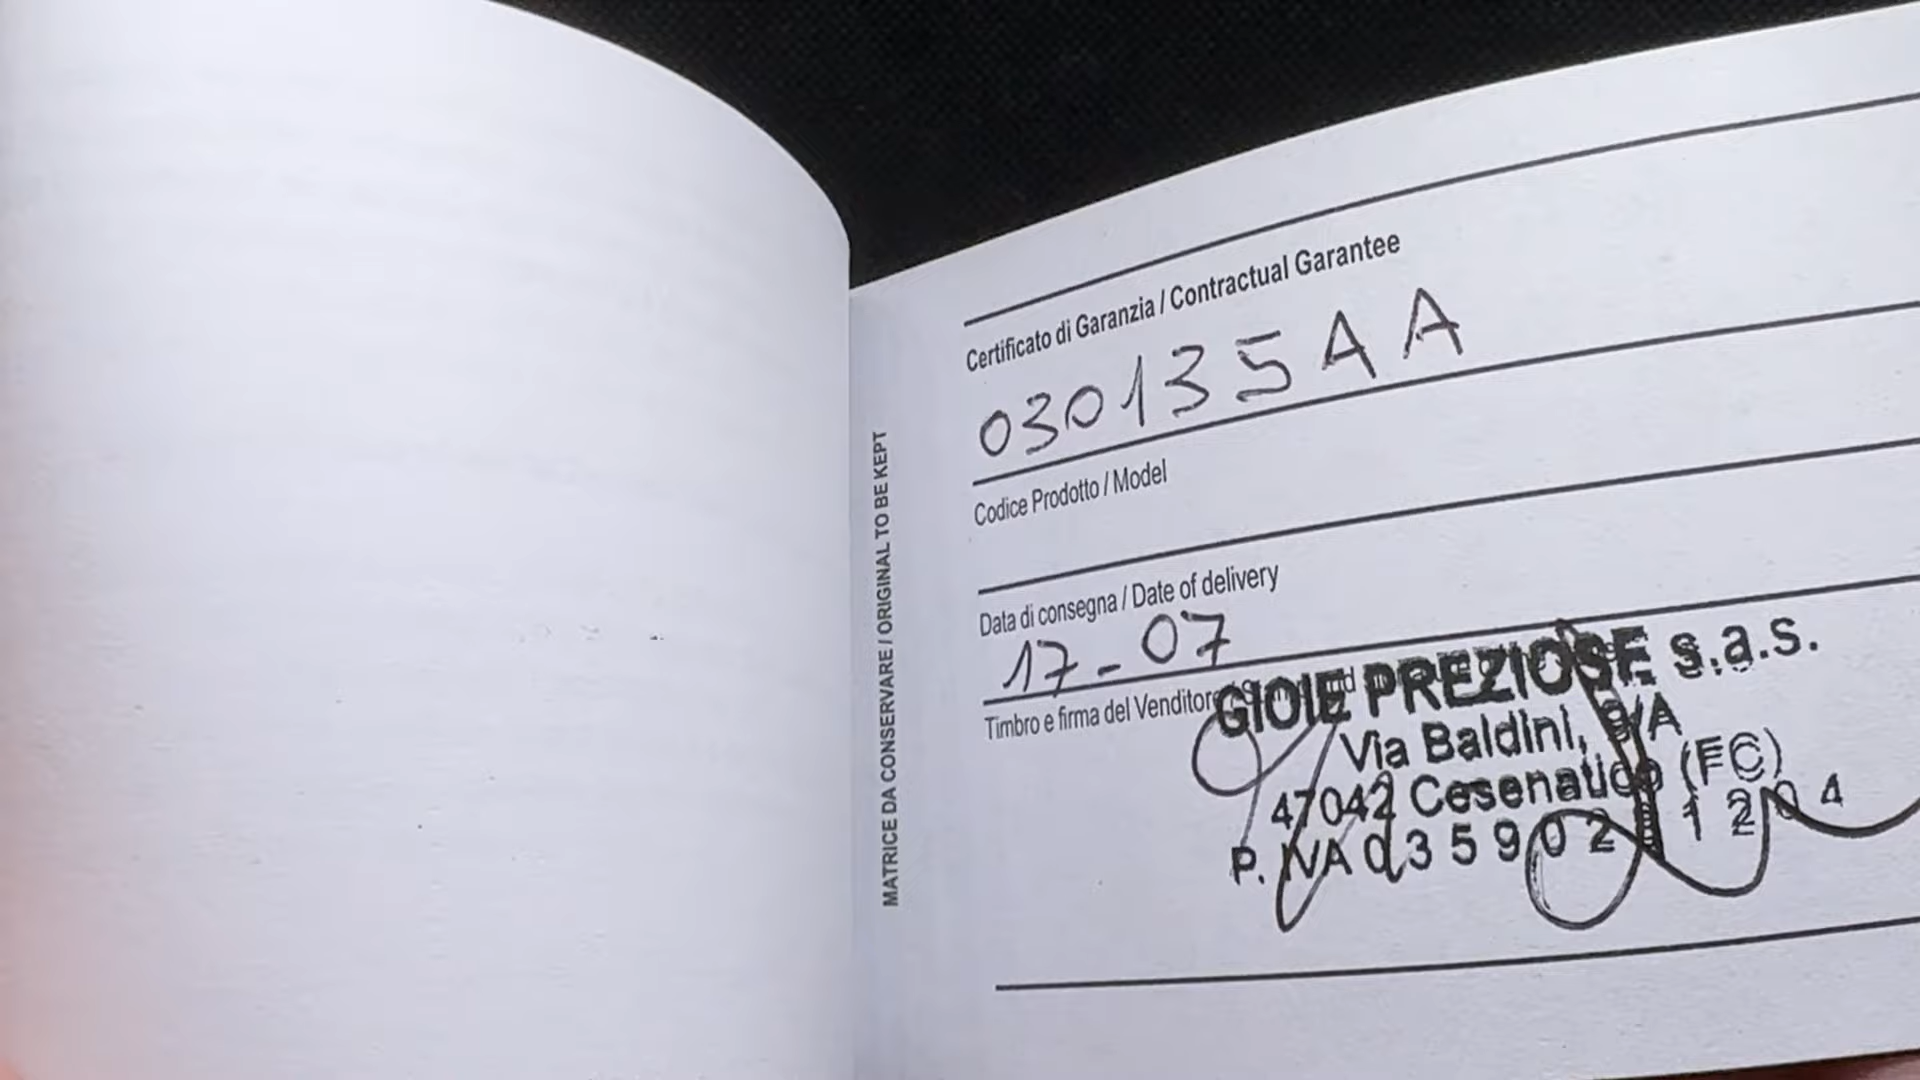 MATRICE DA CONSERVARE / ORIGINAL TO BE KEPT
Certificato di Garanzia / Contractual Garantee
030135AA
Codice Prodotto / Model
Data di consegna / Date of delivery
17-07
Timbro e firma del Venditore
GIOIE PREZIOSE s.a.s.
Via Baldini, 9/A
47042 Cesenatico (FC)
P. IVA